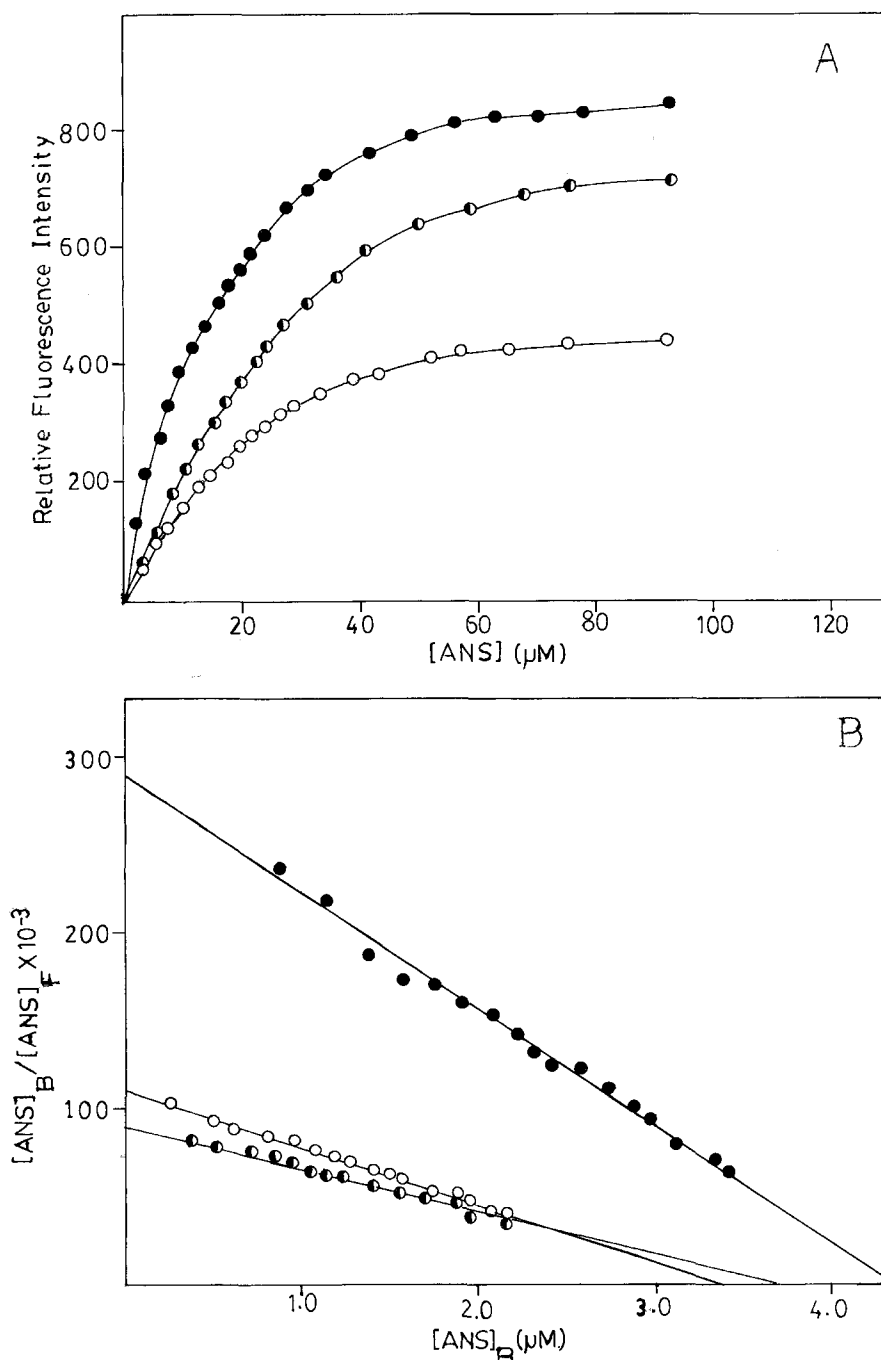 A
Relative Fluorescence Intensity
800
600
400
200
20 40 60 80 100 120
[ANS] (µM)
B
[ANS]B/[ANS]F X10-3
300
200
100
1.0 2.0 3.0 4.0
[ANS]B (µM)